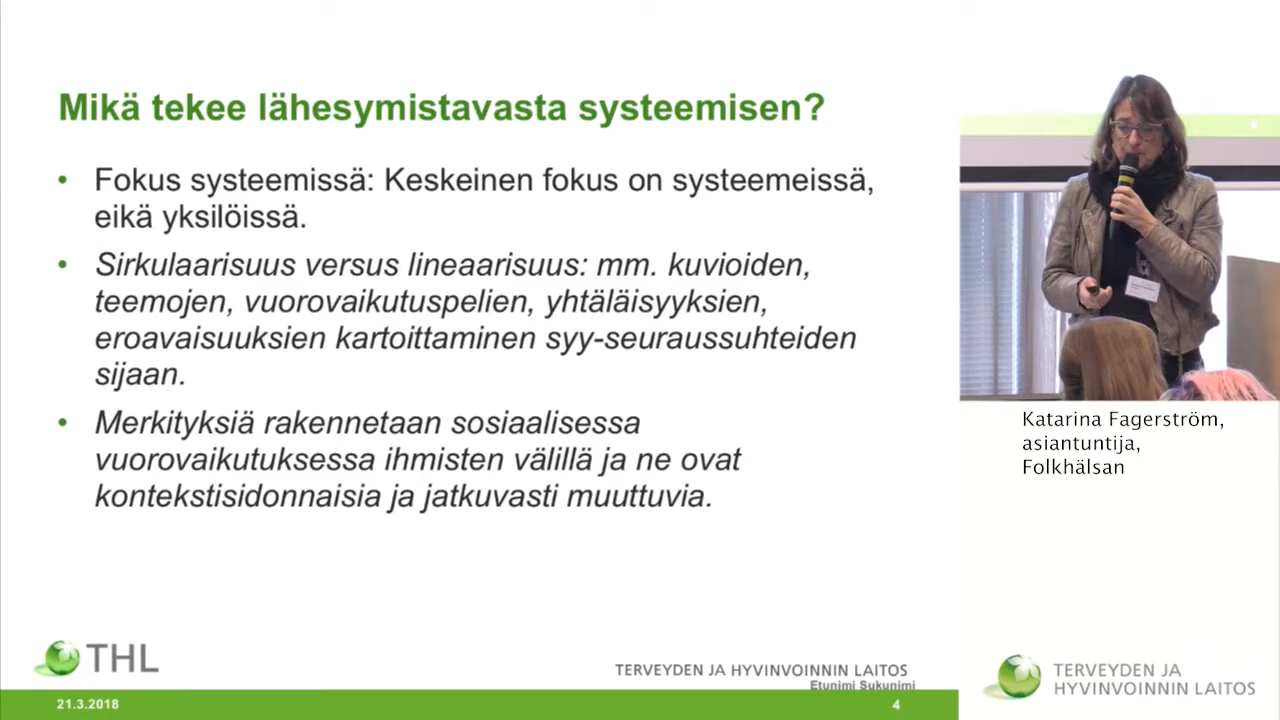 Mikä tekee lähesymistavasta systeemisen?
• Fokus systeemissä: Keskeinen fokus on systeemeissä,
eikä yksilöissä.
• Sirkulaarisuus versus lineaarisuus: mm. kuvioiden,
teemojen, vuorovaikutuspelien, yhtäläisyyksien,
eroavaisuuksien kartoittaminen syy-seuraussuhteiden
sijaan.
• Merkityksiä rakennetaan sosiaalisessa
vuorovaikutuksessa ihmisten välillä ja ne ovat
kontekstisidonnaisia ja jatkuvasti muuttuvia.
Katarina Fagerström,
asiantuntija,
Folkhälsan
THL
TERVEYDEN JA HYVINVOINNIN LAITOS
Etunimi Sukunimi
21.3.2018
4
TERVEYDEN JA
HYVINVOINNIN LAITOS